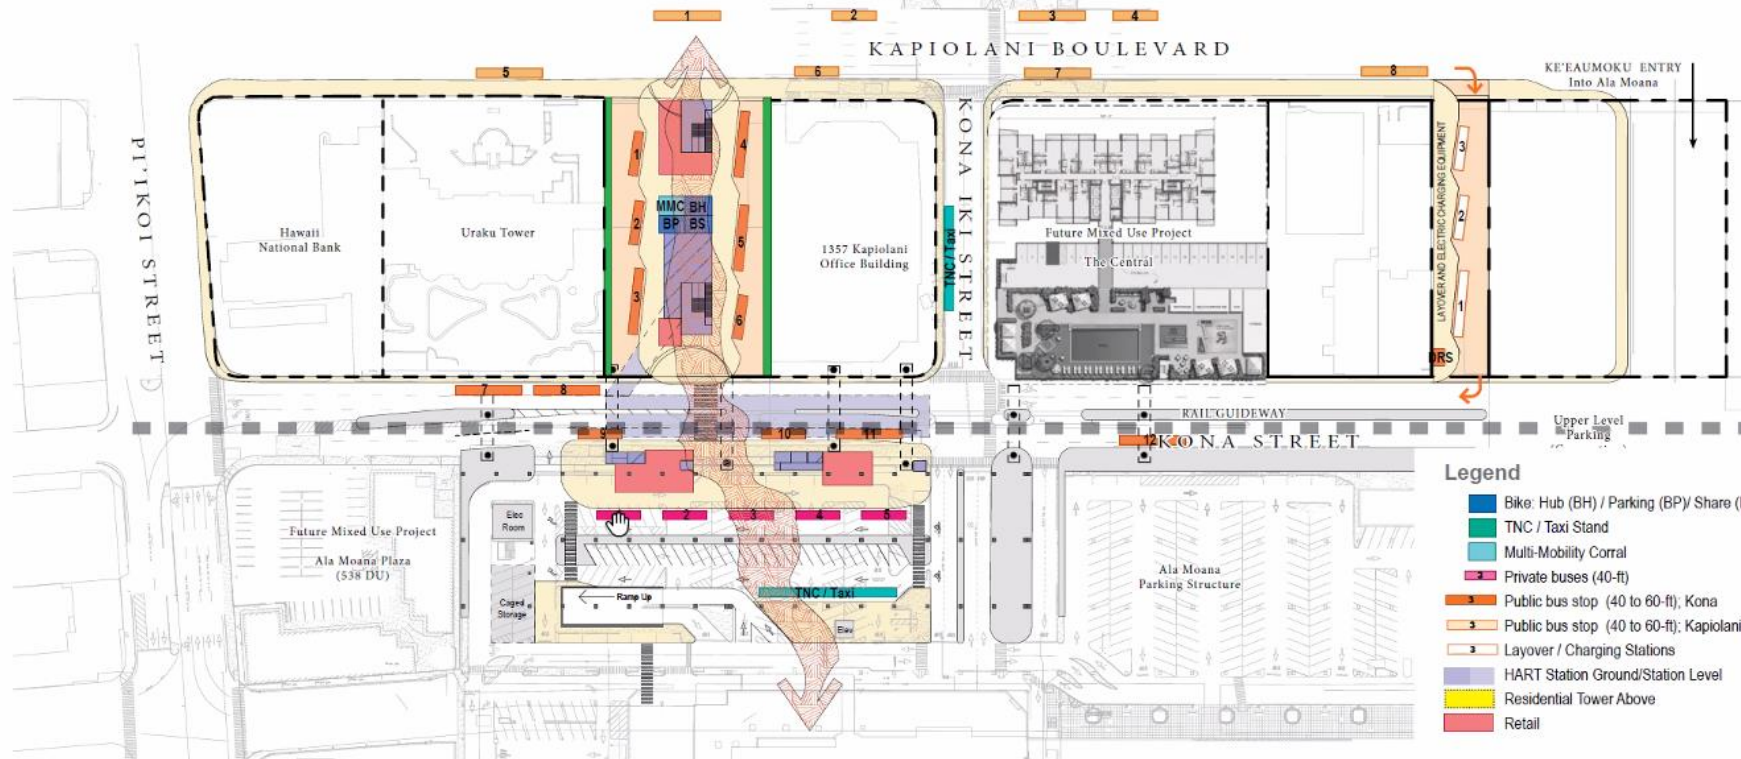 1
2
3
4
KAPIOLANI BOULEVARD
5
6
7
8
KE'EAUMOKU ENTRY
Into Ala Moana
PI'IKOI STREET
Hawaii
National Bank
Uraku Tower
1
2
3
4
5
6
MMC BH
BP BS
1357 Kapiolani
Office Building
TNC / Taxi
KONA IKI STREET
Future Mixed Use Project
The Central
LAYOVER AND ELECTRIC CHARGING EQUIPMENT
3
2
1
DRS
7
8
9
10
11
12
RAIL GUIDEWAY
KONA STREET
Upper Level
Parking
Future Mixed Use Project
Ala Moana Plaza
(538 DU)
Elec
Room
2
3
4
5
Caged
Storage
Ramp Up
TNC / Taxi
Elev
Ala Moana
Parking Structure
Legend
Bike: Hub (BH) / Parking (BP)/ Share (
TNC / Taxi Stand
Multi-Mobility Corral
3 Private buses (40-ft)
3 Public bus stop (40 to 60-ft); Kona
3 Public bus stop (40 to 60-ft); Kapiolani
3 Layover / Charging Stations
HART Station Ground/Station Level
Residential Tower Above
Retail